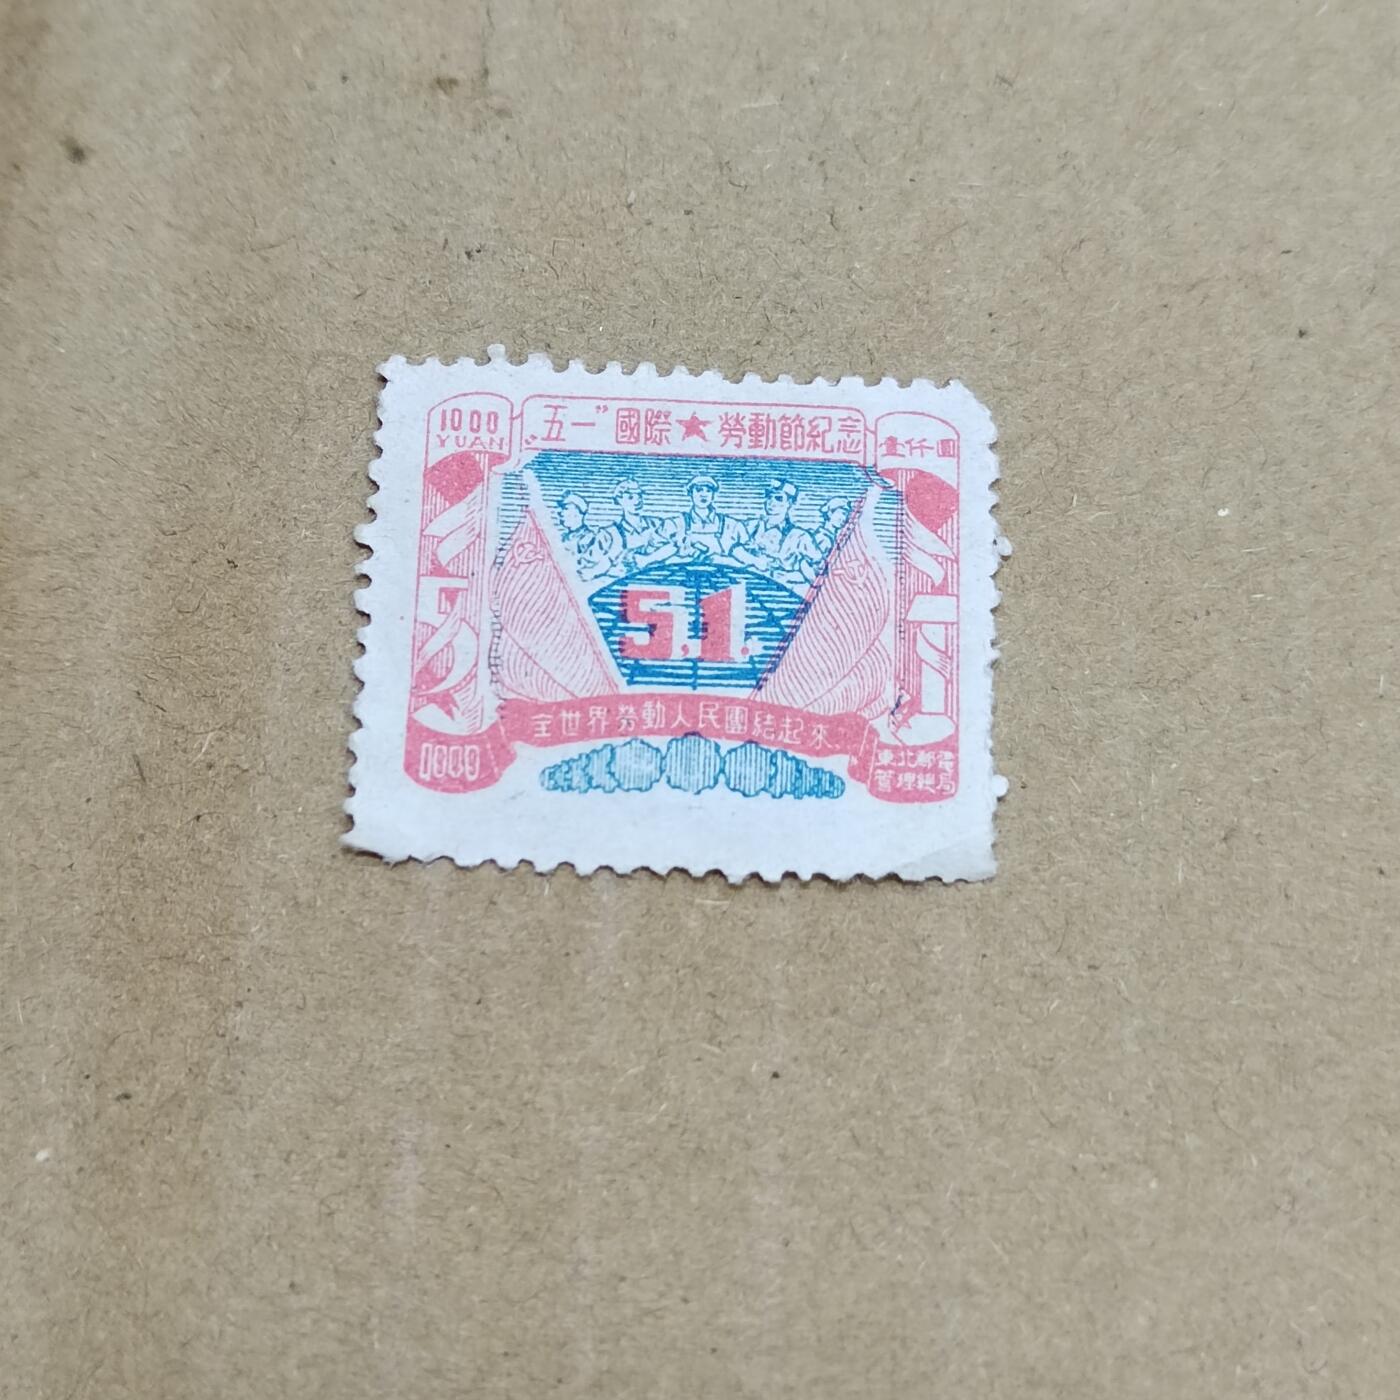 1000
YUAN
"五一"國際★勞動節紀念
壹仟圓
5.1.
全世界勞動人民團結起來
1000
東北郵電
管理總局